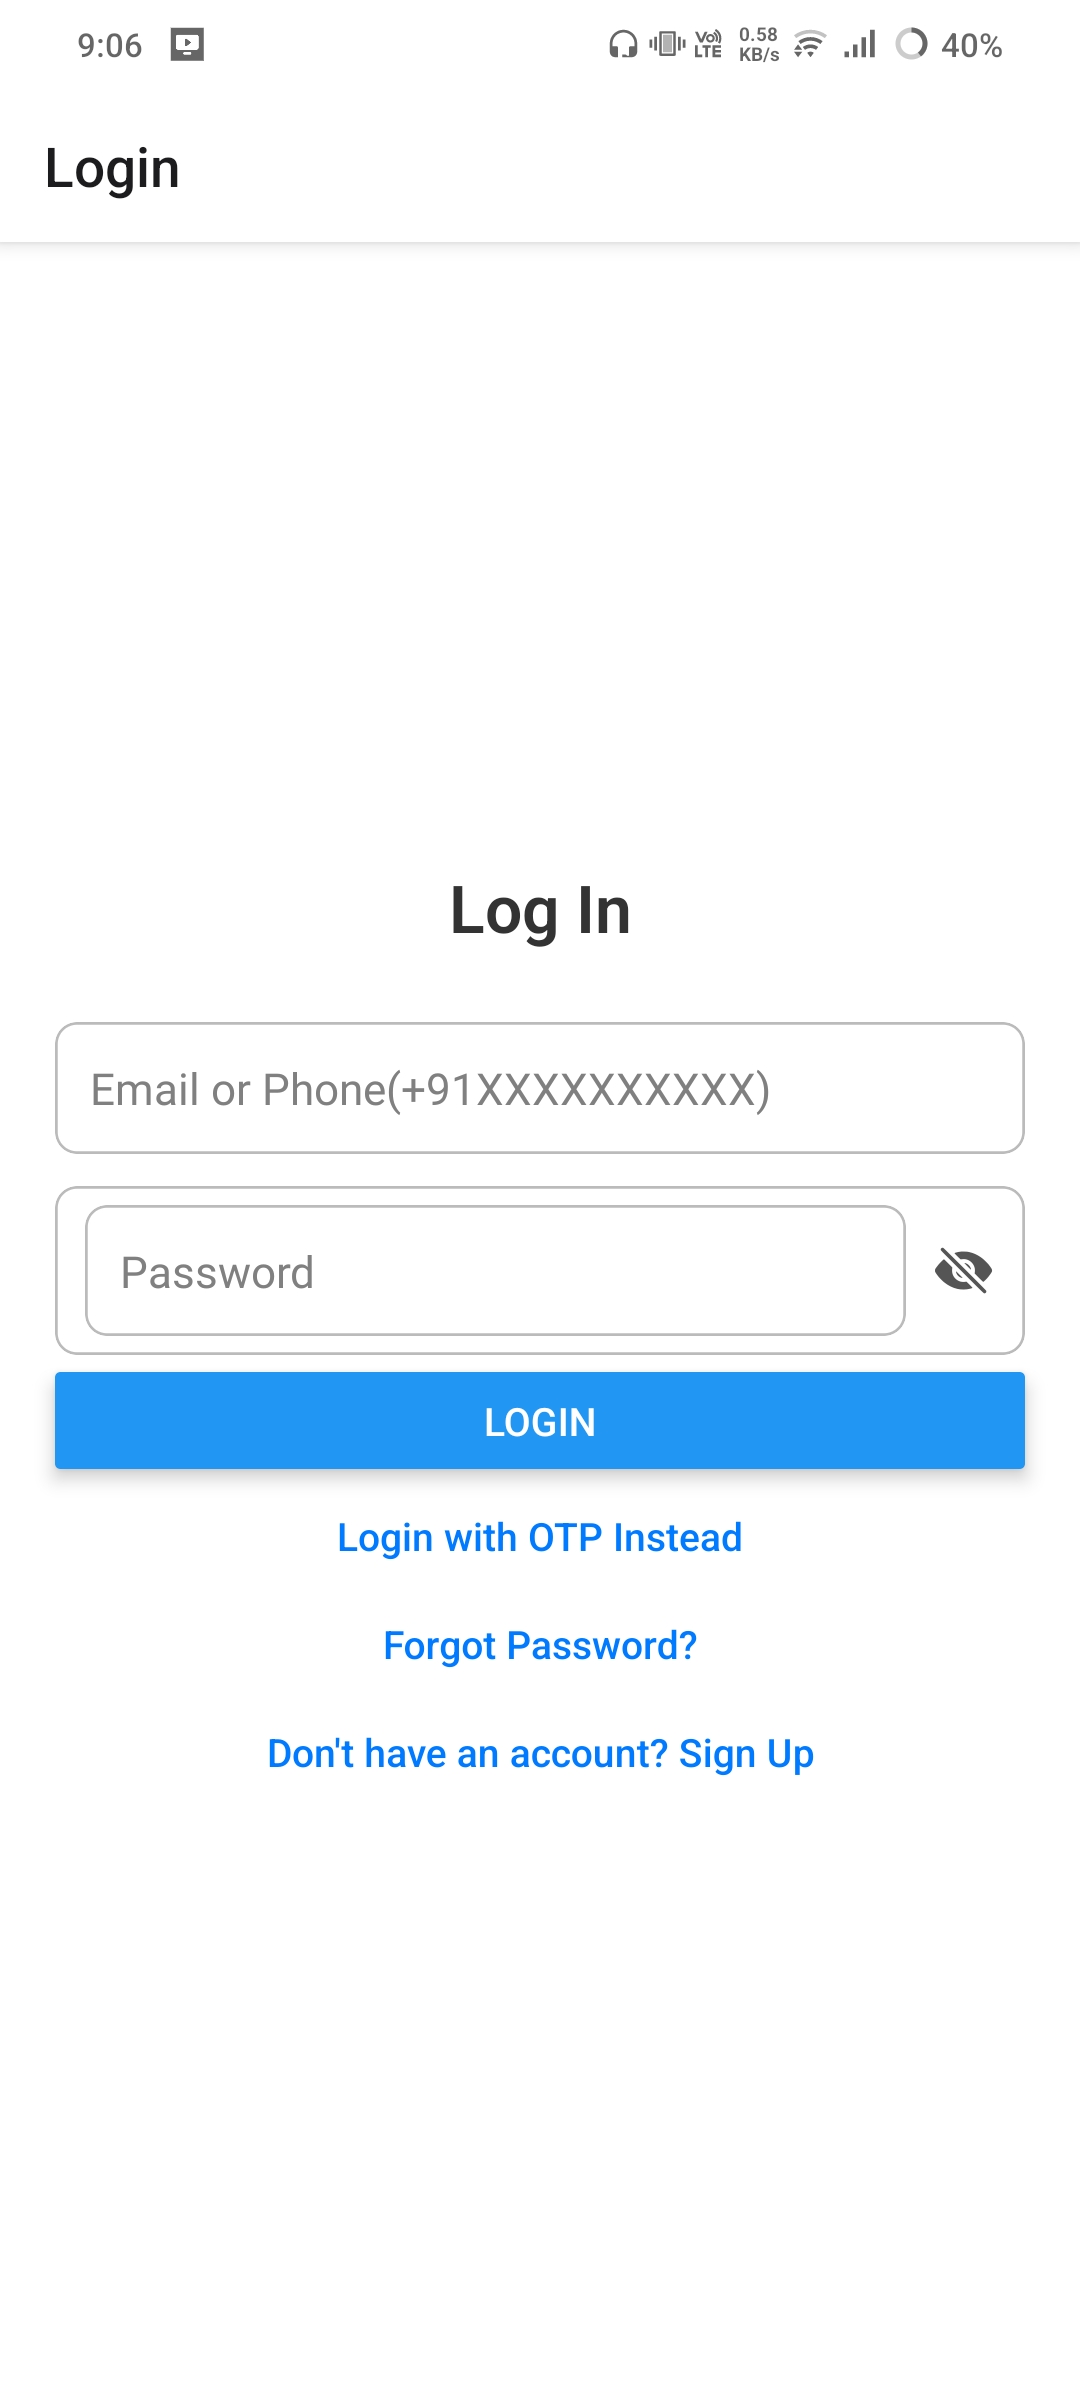 9:06
Vo) LTE 0.58 KB/s 40%
Login
Log In
Email or Phone(+91XXXXXXXXXX)
Password
LOGIN
Login with OTP Instead
Forgot Password?
Don't have an account? Sign Up